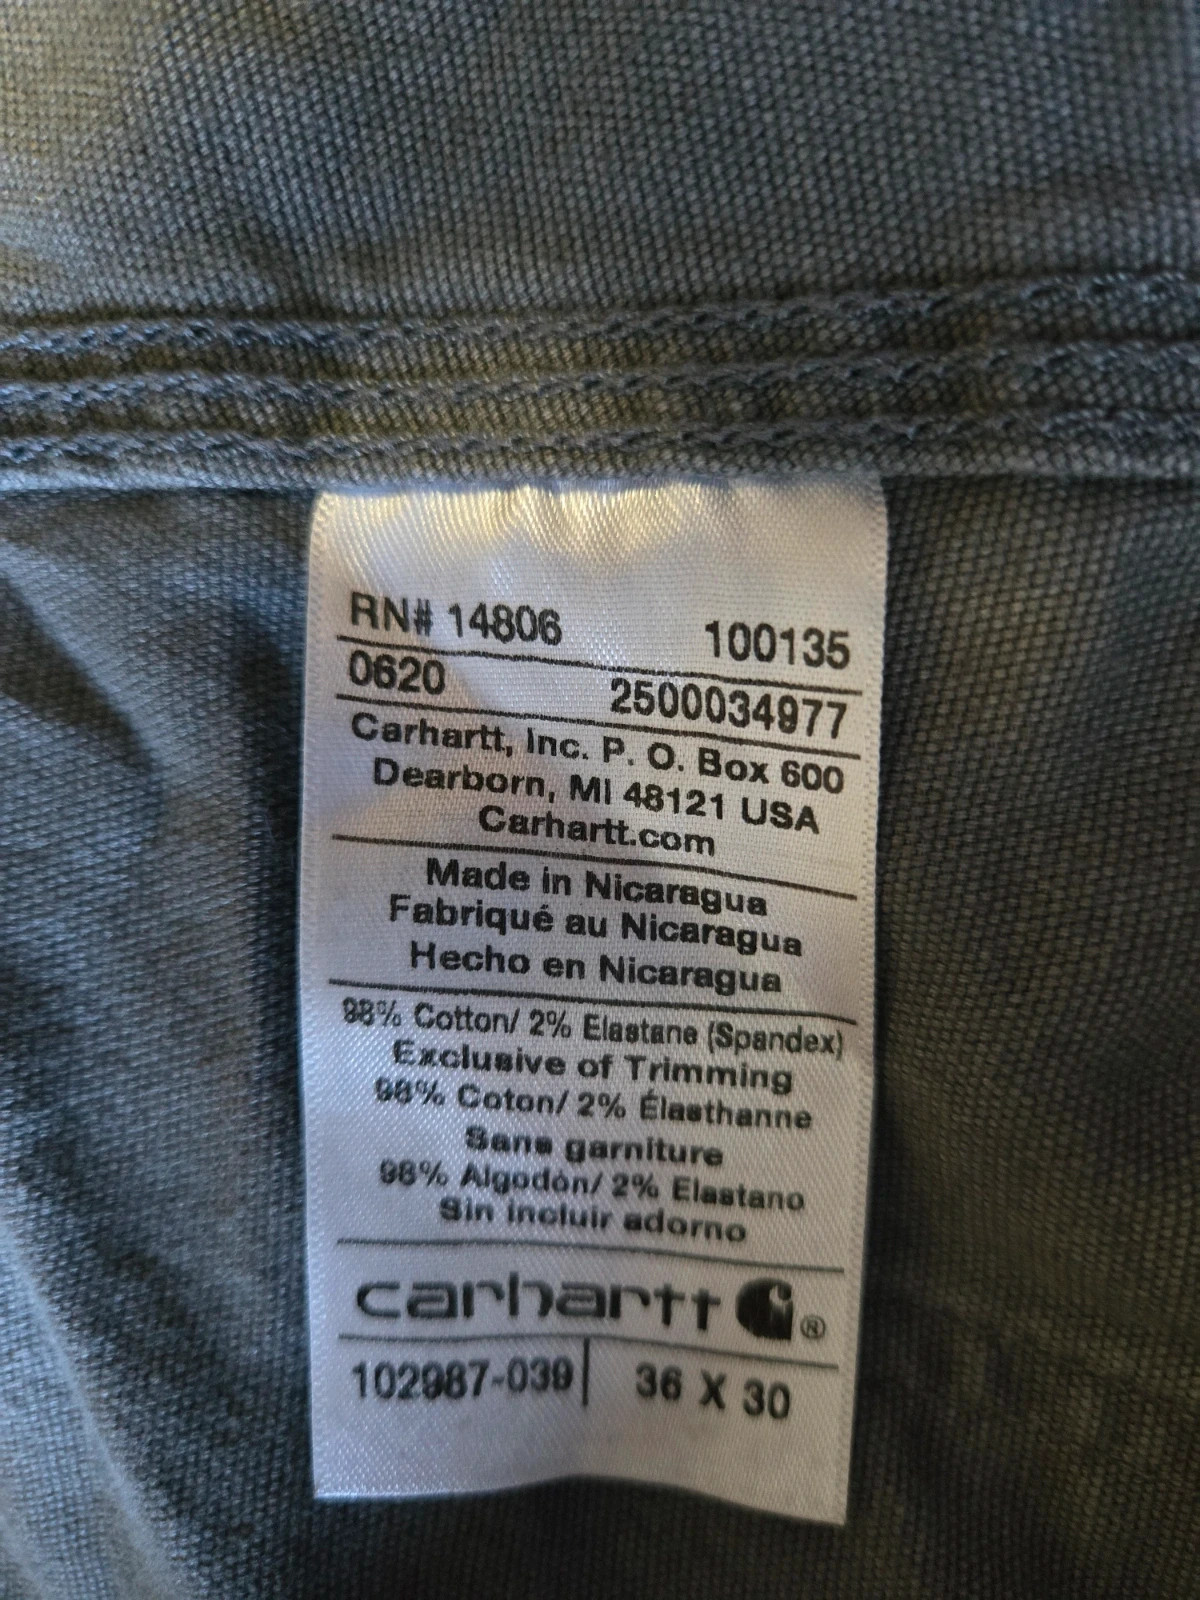 RN# 14806 100135
0620 2500034977
Carhartt, Inc. P. O. Box 600
Dearborn, MI 48121 USA
Carhartt.com
Made in Nicaragua
Fabriqué au Nicaragua
Hecho en Nicaragua
98% Cotton/ 2% Elastane (Spandex)
Exclusive of Trimming
98% Coton/ 2% Élasthanne
Sans garniture
98% Algodón/ 2% Elastano
Sin incluir adorno
carhartt ®
102987-039 36 X 30